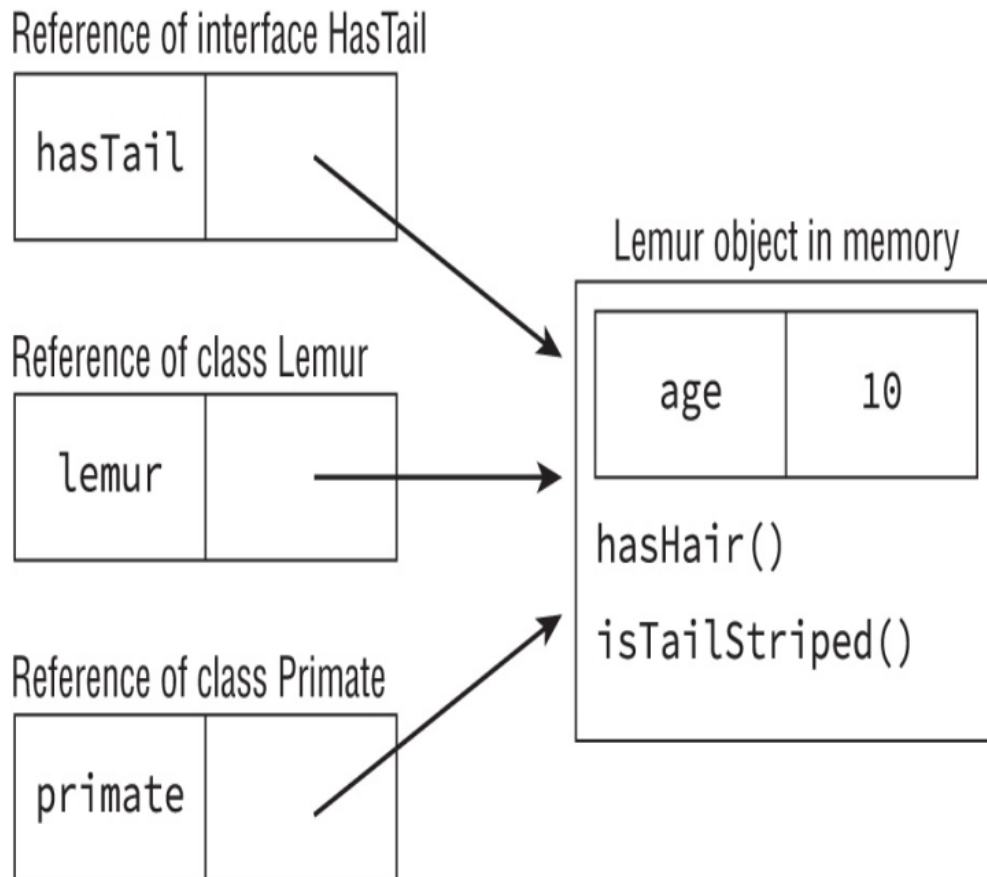 Reference of interface HasTail
hasTail
Lemur object in memory
age 10
Reference of class Lemur
lemur
hasHair()
isTailStriped()
Reference of class Primate
primate